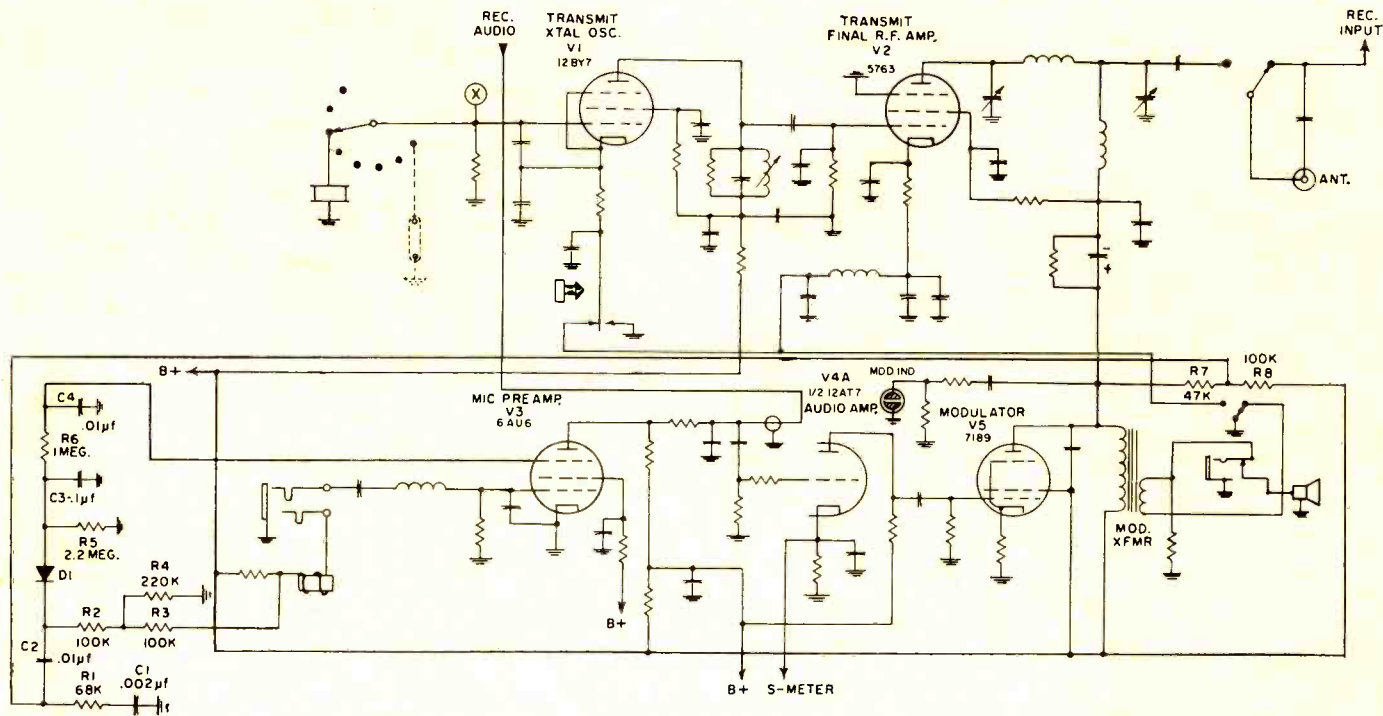 REC.
AUDIO
TRANSMIT
XTAL OSC.
V1
12BY7
TRANSMIT
FINAL R.F. AMP.
V2
5763
REC.
INPUT
X
ANT.
-
+
B+
C4
.01µf
R6
1 MEG.
C3-.1µf
R5
2.2 MEG.
D1
R4
220K
R2
100K
R3
100K
C2
.01µf
R1
68K
C1
.002µf
MIC PREAMP.
V3
6AU6
B+
V4A
1/2 12AT7
AUDIO AMP.
MOD IND
MODULATOR
V5
7189
R7
47K
100K
R8
MOD.
XFMR
B+
S-METER